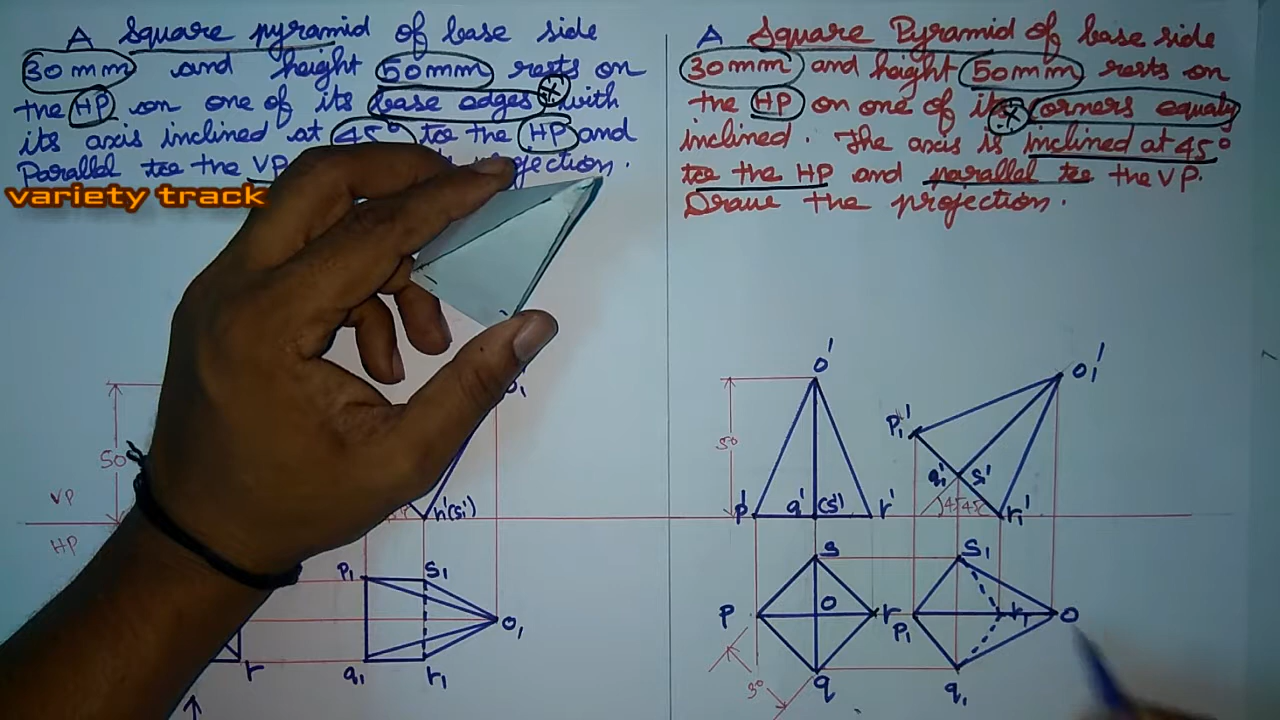 A Square pyramid of base side
30mm and height 50mm rests on
the HP on one of its base edges with
its axis inclined at 45° to the HP and
Parallel to the VP projection.
variety track
A Square Pyramid of base side
30mm and height 50mm rests on
the HP on one of its corners equaly
inclined. The axis is inclined at 45°
to the HP and parallel to the VP.
Draw the projection.
50
VP
HP
o1'
r'(s')
p1 s1
o1
r q1 r1
o' o1'
50
p1'
q1' s1'
p' q' (s') r' 45 45 r1'
s s1
p o r p1 r1 o
30 q q1